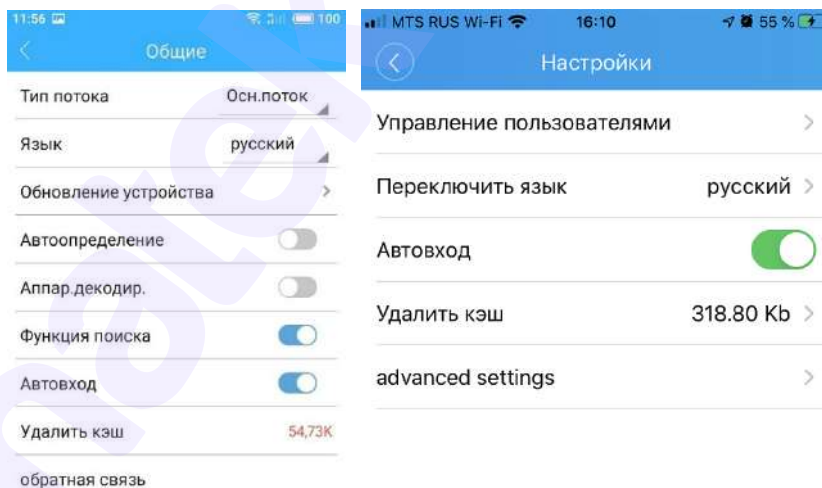 11:56 100
Общие
Тип потока Осн.поток
Язык русский
Обновление устройства
Автоопределение
Аппар.декодир.
Функция поиска
Автовход
Удалить кэш 54,73K
обратная связь
MTS RUS Wi-Fi 16:10 55 %
Настройки
Управление пользователями
Переключить язык русский
Автовход
Удалить кэш 318.80 Kb
advanced settings